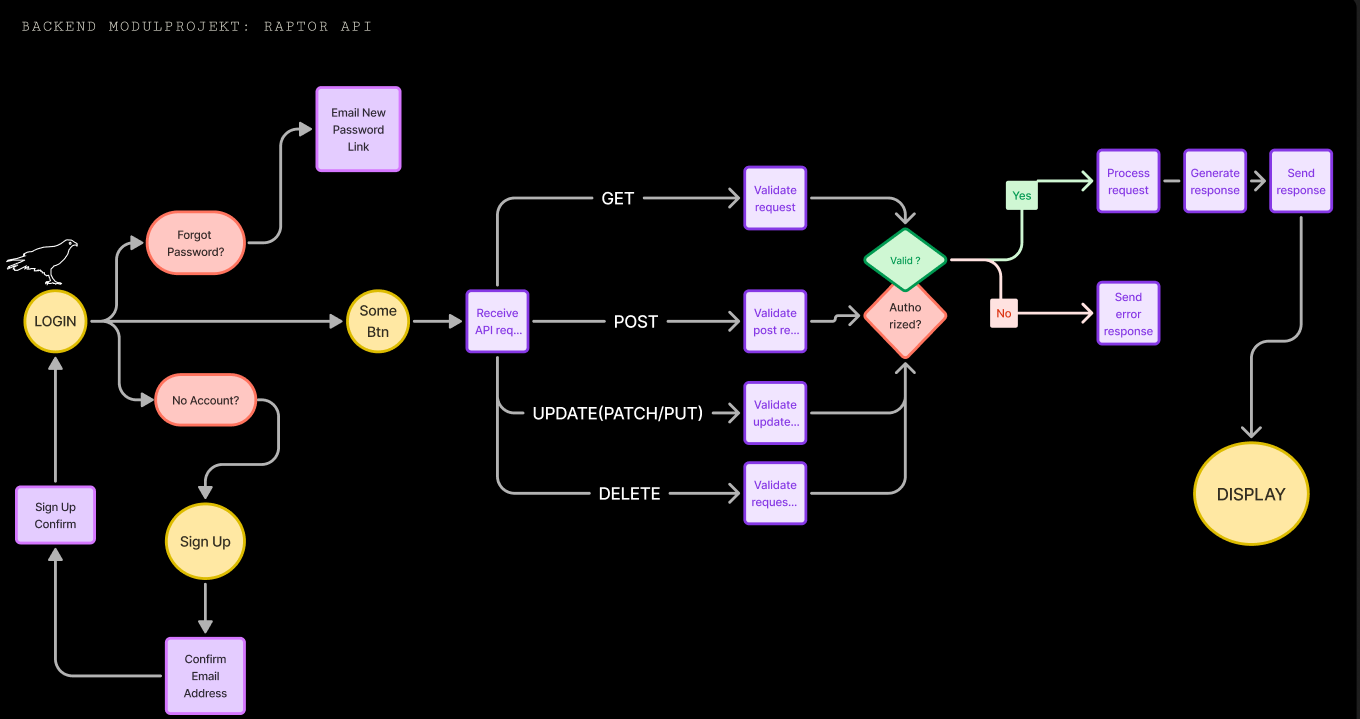 BACKEND MODULPROJEKT: RAPTOR API
Email New
Password
Link
Forgot
Password?
LOGIN
Some
Btn
No Account?
Sign Up
Confirm
Sign Up
Confirm
Email
Address
Receive
API req...
GET
POST
UPDATE(PATCH/PUT)
DELETE
Validate
request
Validate
post re...
Validate
update...
Validate
reques...
Valid ?
Autho
rized?
Yes
No
Process
request
Generate
response
Send
response
Send
error
response
DISPLAY